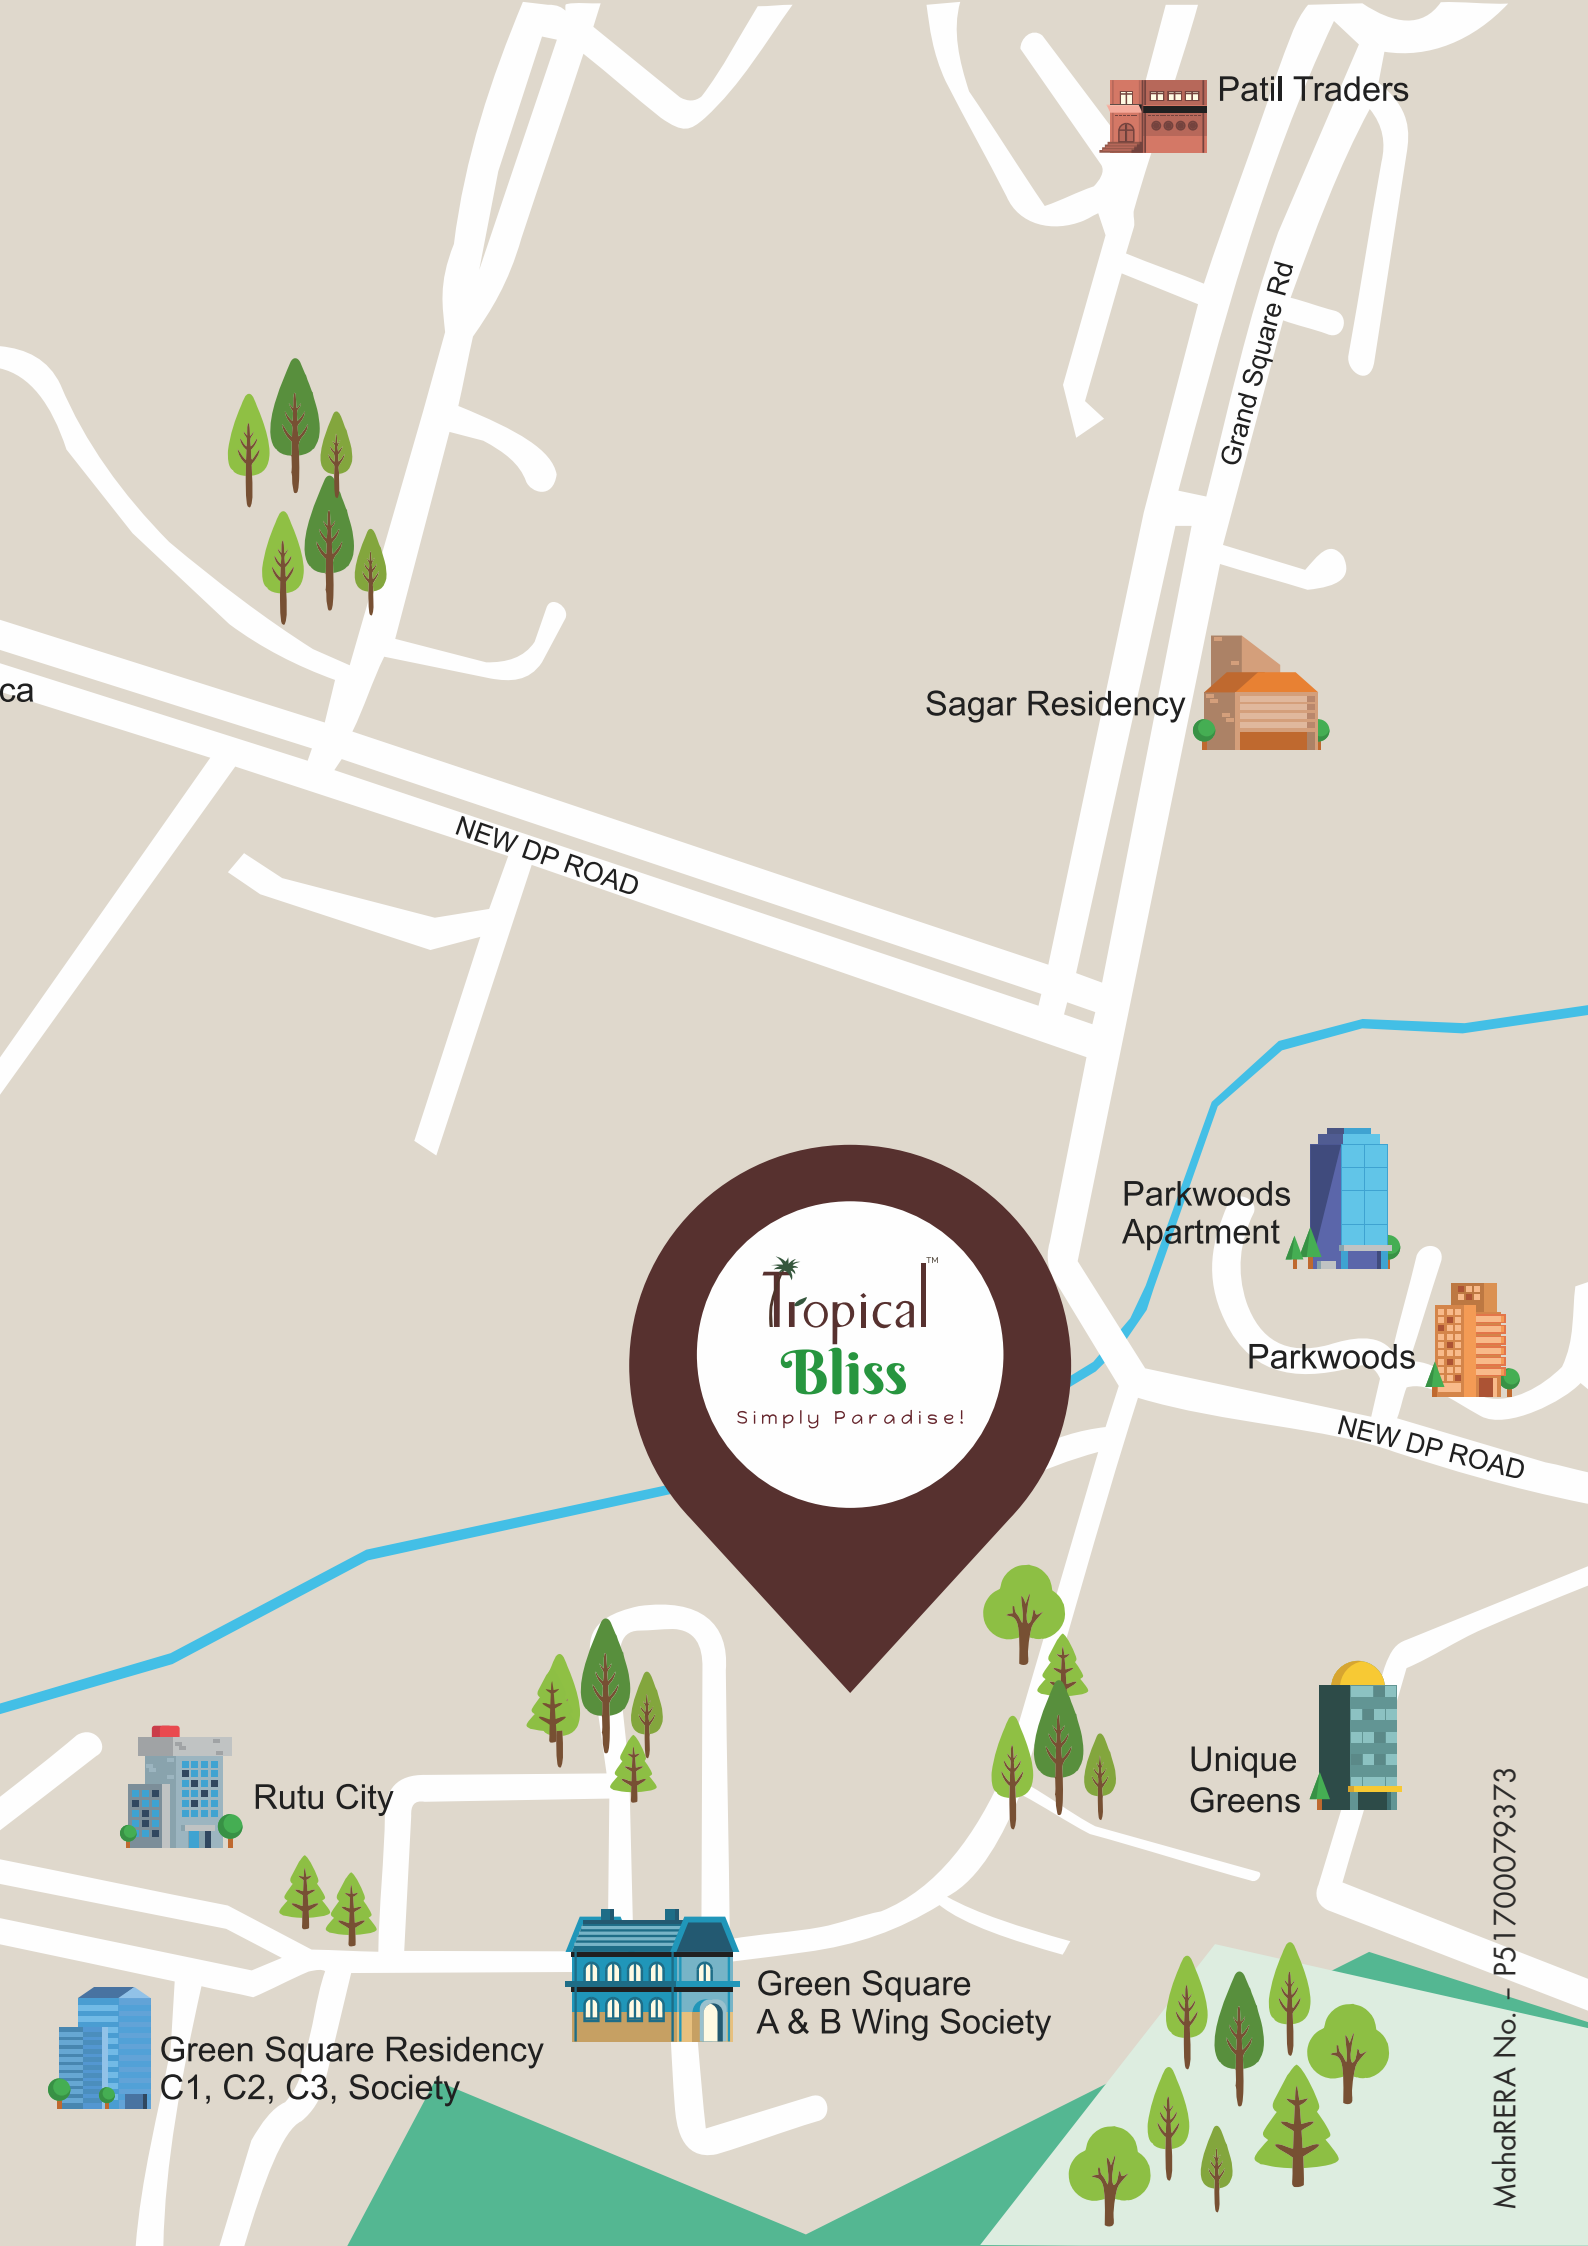 Patil Traders
Grand Square Rd
ca
Sagar Residency
NEW DP ROAD
Parkwoods
Apartment
Tropical™
Bliss
Simply Paradise!
Parkwoods
NEW DP ROAD
Unique
Greens
Rutu City
Green Square
A & B Wing Society
Green Square Residency
C1, C2, C3, Society
MahaRERA No. - P51700079373